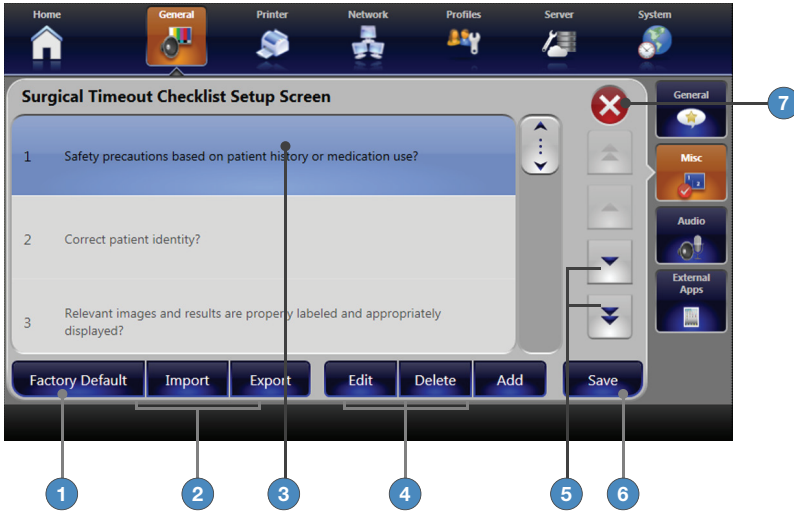 Home General Printer Network Profiles Server System
Surgical Timeout Checklist Setup Screen
General
7
1 Safety precautions based on patient history or medication use?
Misc
2 Correct patient identity?
Audio
3 Relevant images and results are properly labeled and appropriately
displayed?
External
Apps
Factory Default Import Export Edit Delete Add Save
1 2 3 4 5 6